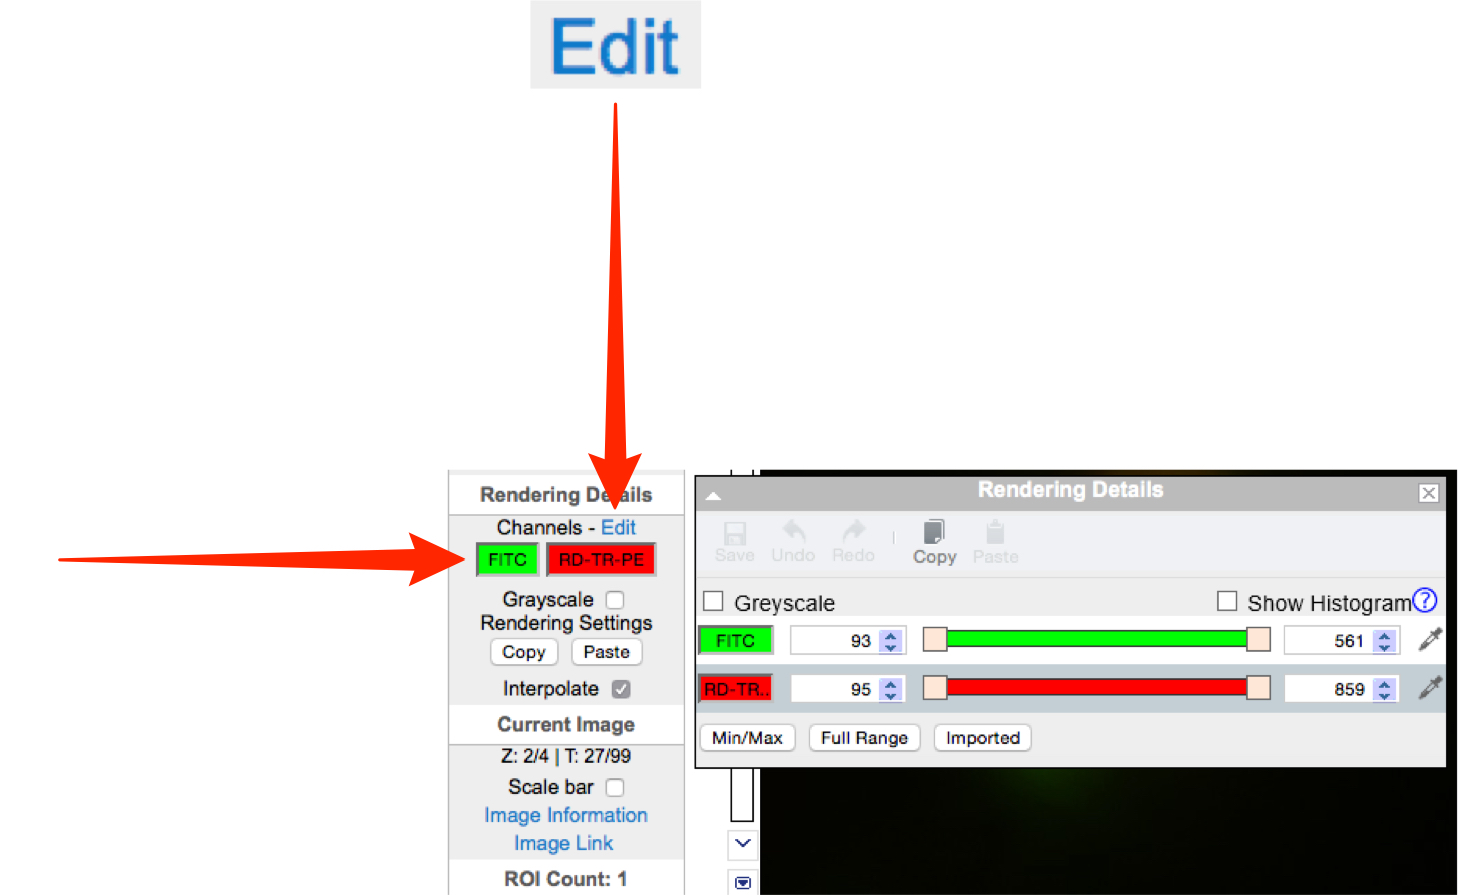 Edit
Rendering Details
Channels - Edit
FITC RD-TR-PE
Grayscale
Rendering Settings
Copy Paste
Interpolate
Current Image
Z: 2/4 | T: 27/99
Scale bar
Image Information
Image Link
ROI Count: 1
Rendering Details
Save Undo Redo Copy Paste
Greyscale Show Histogram ?
FITC 93 561
RD-TR.. 95 859
Min/Max Full Range Imported